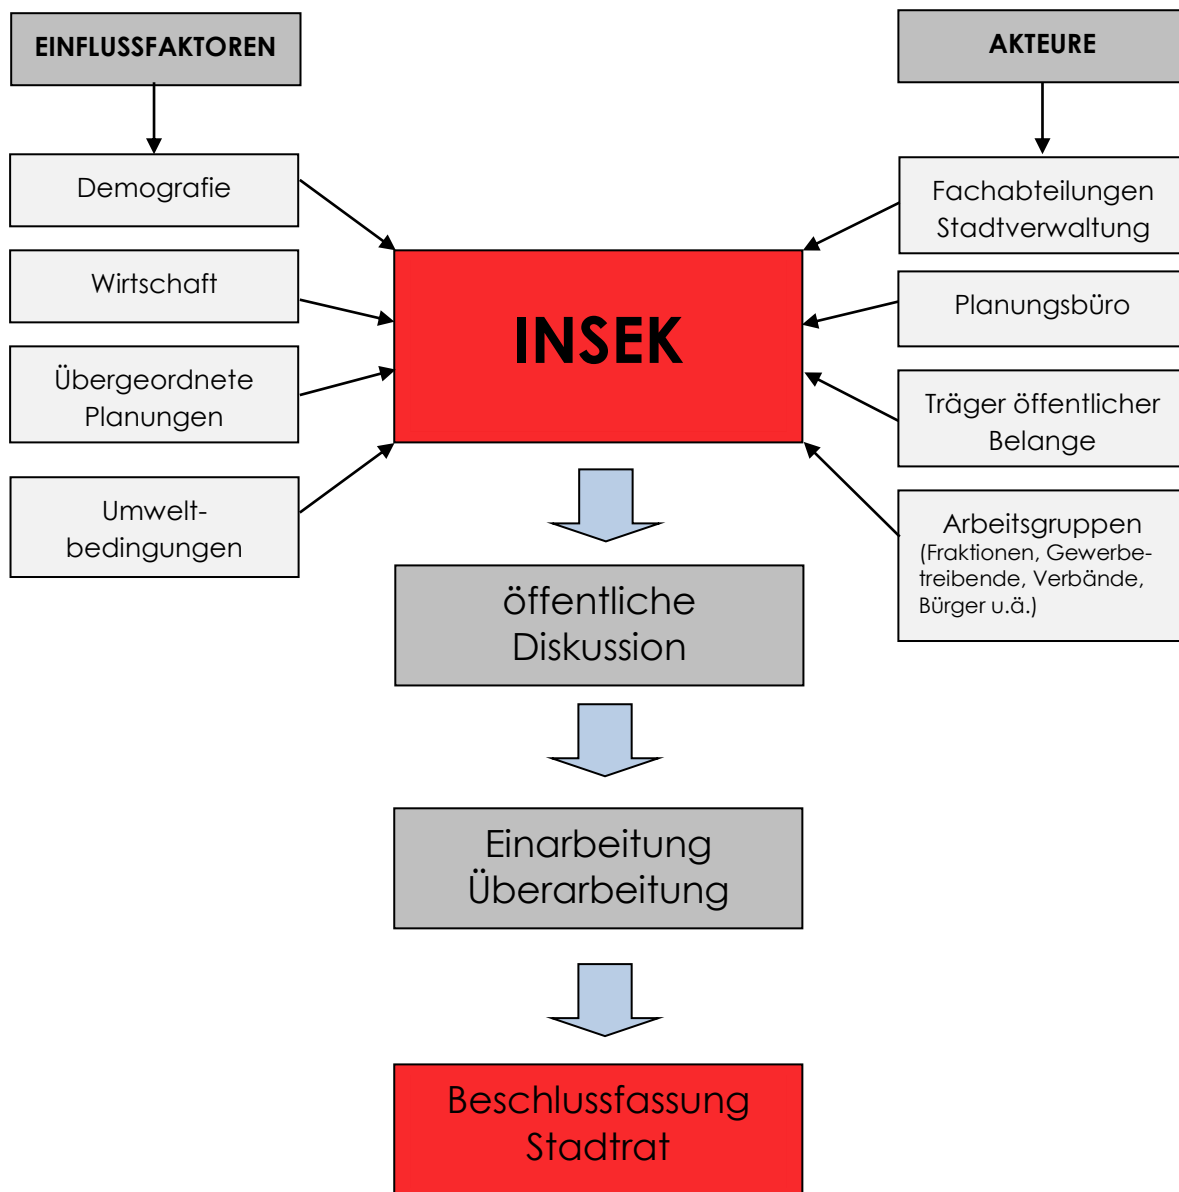 EINFLUSSFAKTOREN
Demografie
Wirtschaft
Übergeordnete
Planungen
Umwelt-
bedingungen
INSEK
AKTEURE
Fachabteilungen
Stadtverwaltung
Planungsbüro
Träger öffentlicher
Belange
Arbeitsgruppen
(Fraktionen, Gewerbe-
treibende, Verbände,
Bürger u.ä.)
öffentliche
Diskussion
Einarbeitung
Überarbeitung
Beschlussfassung
Stadtrat